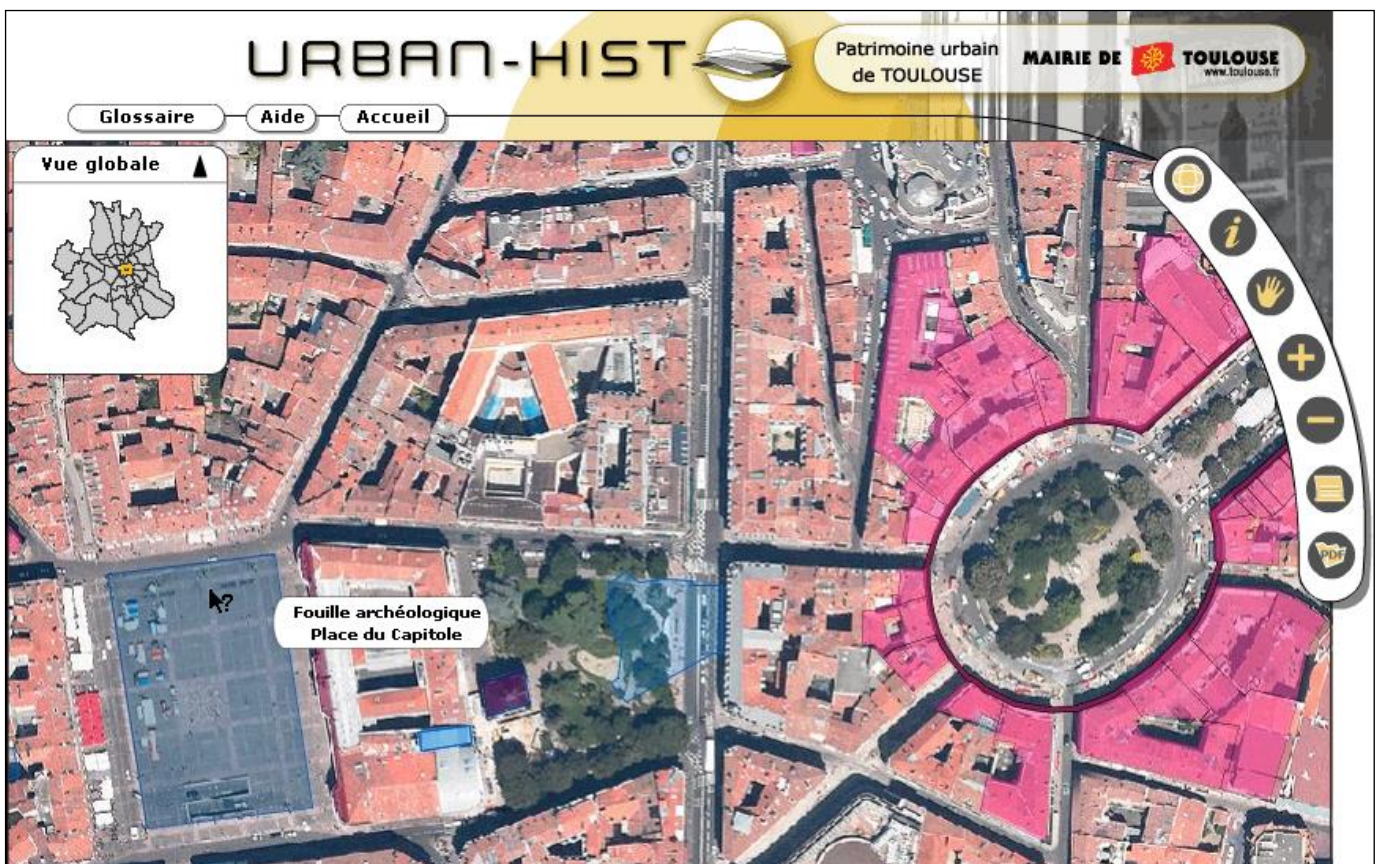 URBAN-HIST
Patrimoine urbain
de TOULOUSE
MAIRIE DE TOULOUSE
www.toulouse.fr
Glossaire
Aide
Accueil
Vue globale
i
PDF
Fouille archéologique
Place du Capitole
?